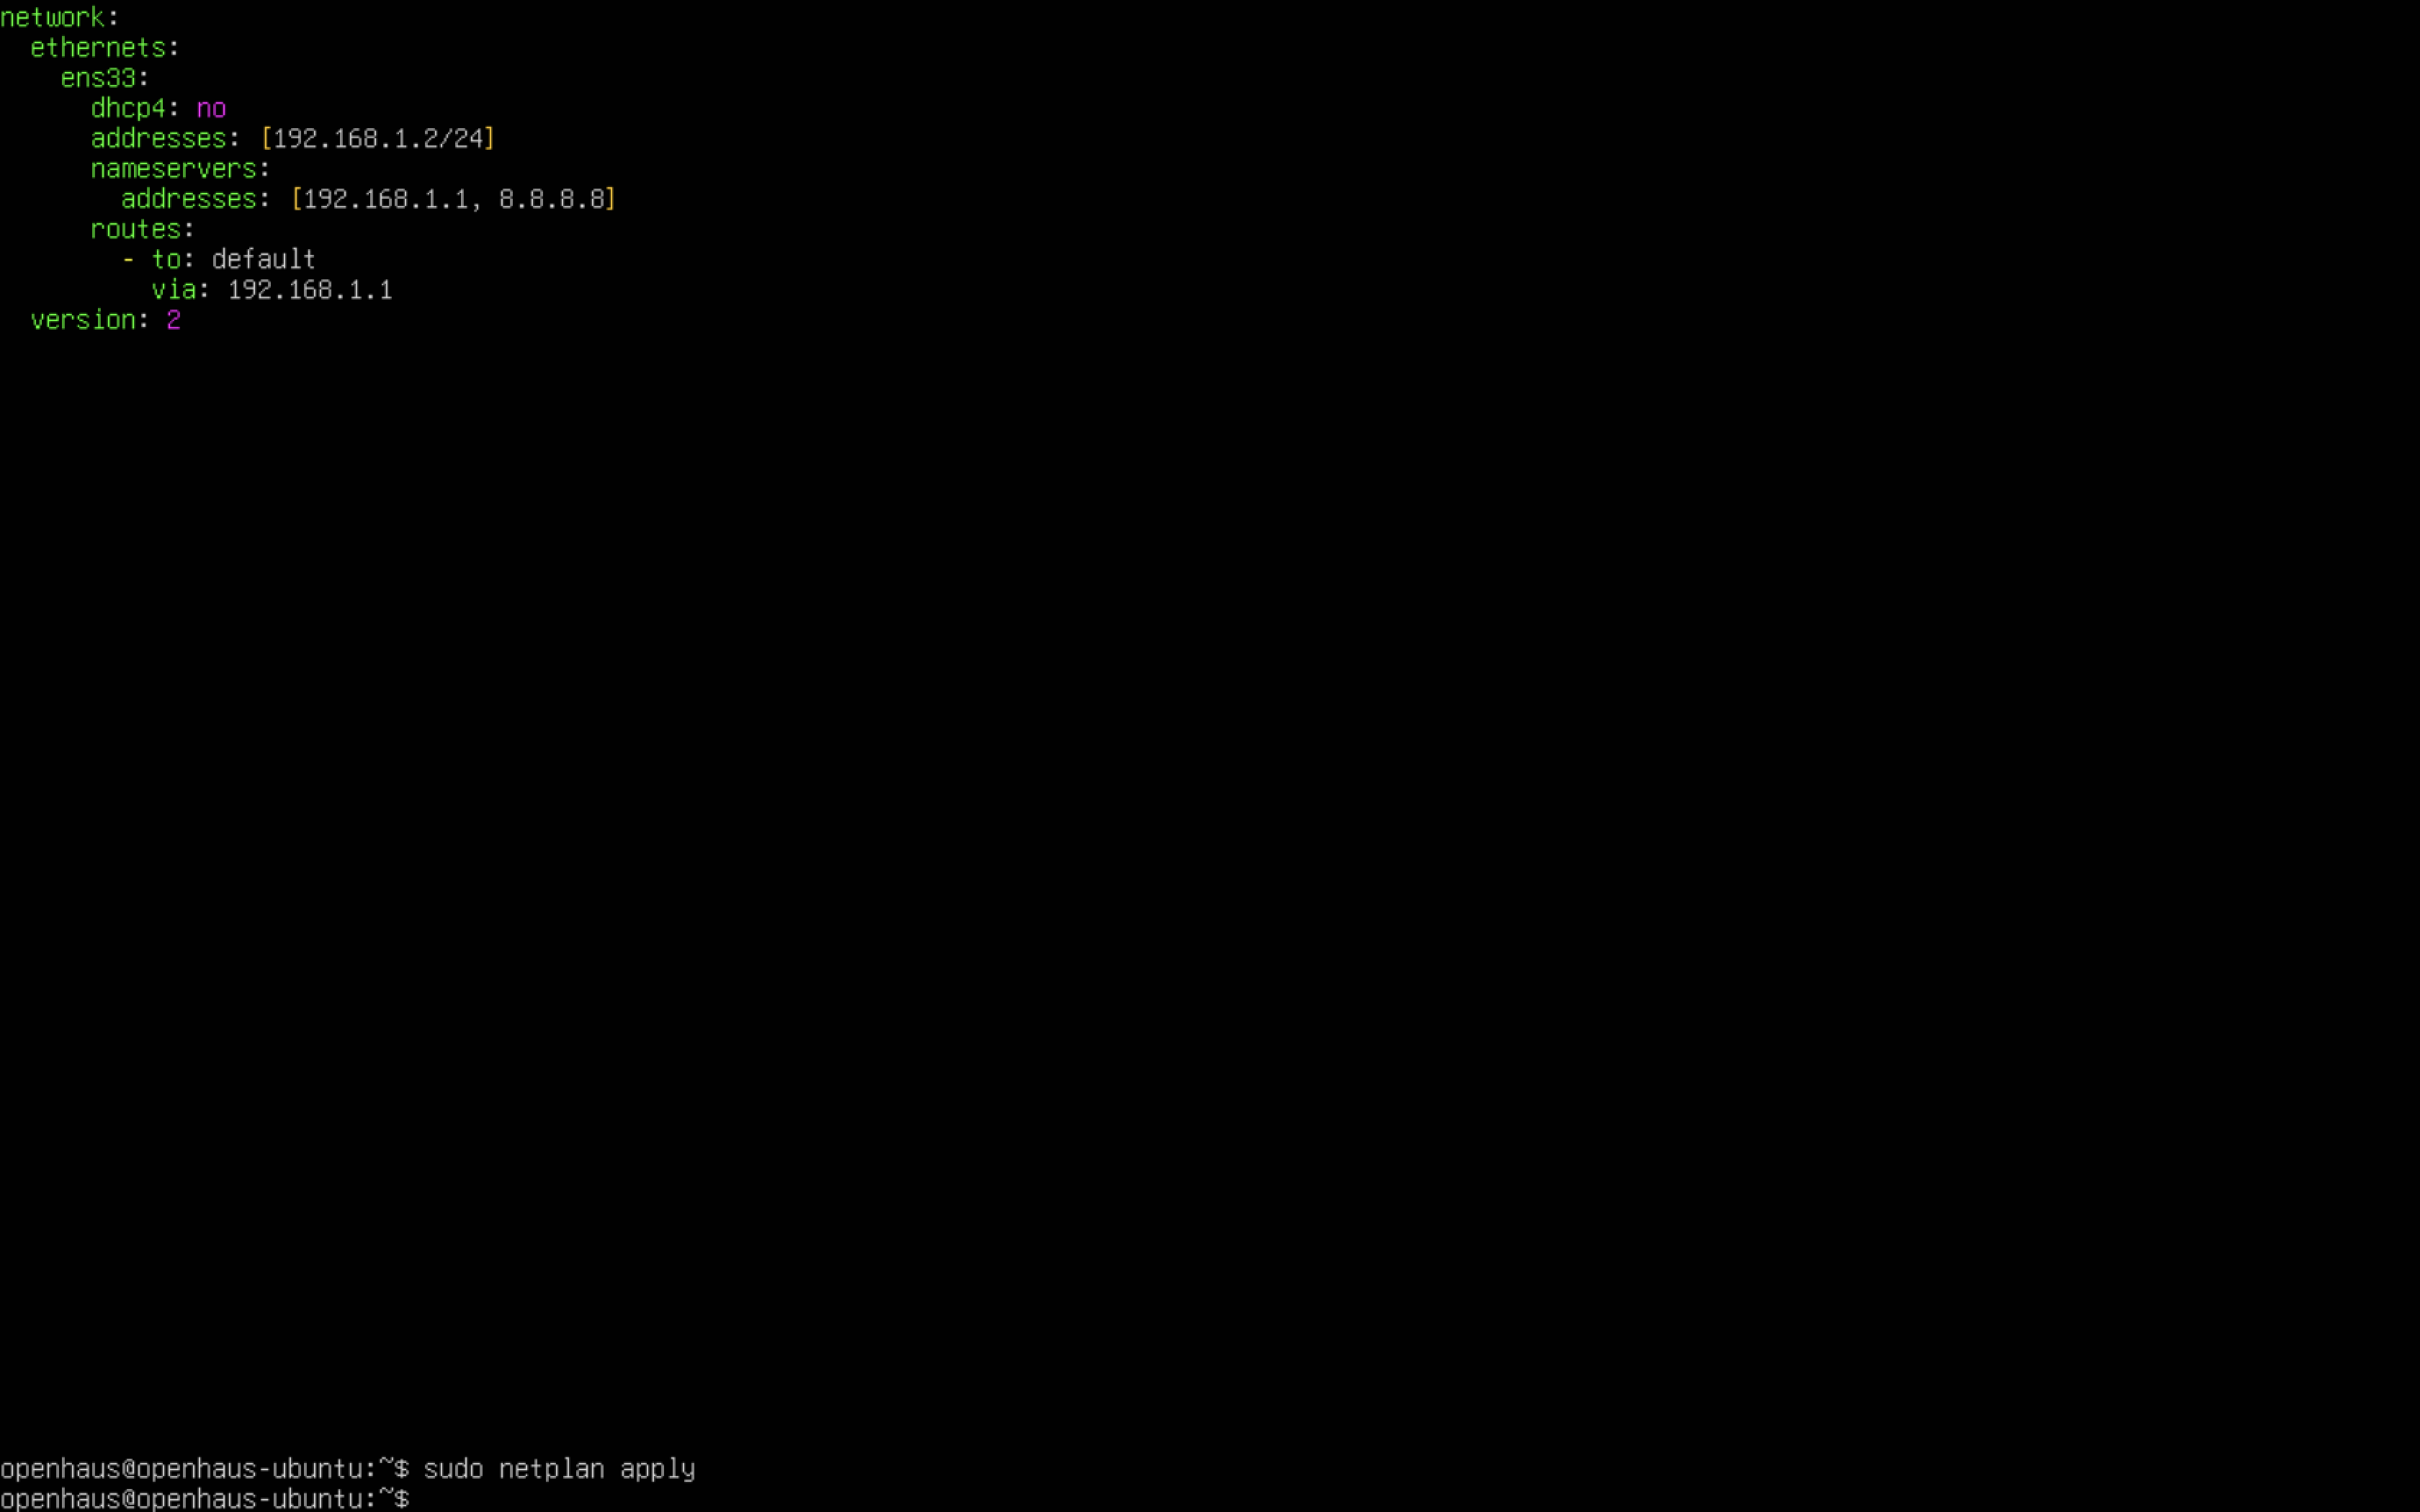 network:
  ethernets:
    ens33:
      dhcp4: no
      addresses: [192.168.1.2/24]
      nameservers:
        addresses: [192.168.1.1, 8.8.8.8]
      routes:
        - to: default
          via: 192.168.1.1
  version: 2
openhaus@openhaus-ubuntu:~$ sudo netplan apply
openhaus@openhaus-ubuntu:~$